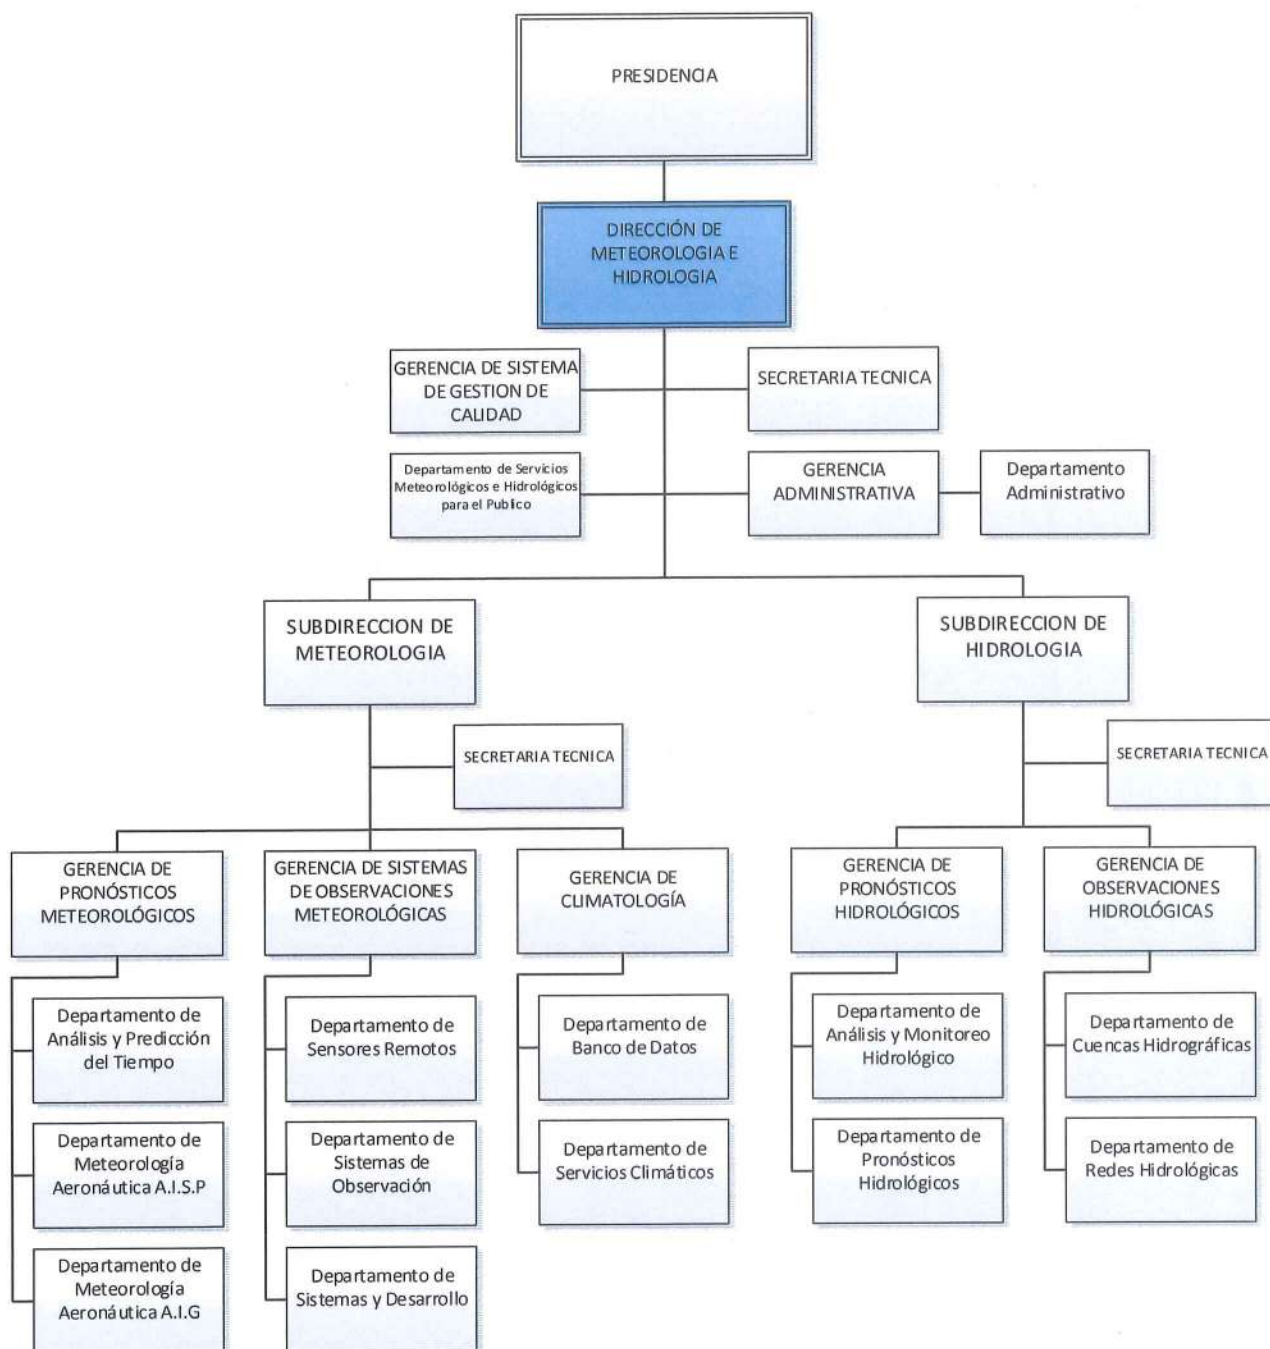 PRESIDENCIA
DIRECCIÓN DE
METEOROLOGIA E
HIDROLOGIA
GERENCIA DE SISTEMA
DE GESTION DE
CALIDAD
SECRETARIA TECNICA
Departamento de Servicios
Meteorológicos e Hidrológicos
para el Publico
GERENCIA
ADMINISTRATIVA
Departamento
Administrativo
SUBDIRECCION DE
METEOROLOGIA
SUBDIRECCION DE
HIDROLOGIA
SECRETARIA TECNICA
SECRETARIA TECNICA
GERENCIA DE
PRONÓSTICOS
METEOROLÓGICOS
GERENCIA DE SISTEMAS
DE OBSERVACIONES
METEOROLÓGICAS
GERENCIA DE
CLIMATOLOGÍA
GERENCIA DE
PRONÓSTICOS
HIDROLÓGICOS
GERENCIA DE
OBSERVACIONES
HIDROLÓGICAS
Departamento de
Análisis y Predicción
del Tiempo
Departamento de
Sensores Remotos
Departamento de
Banco de Datos
Departamento de
Análisis y Monitoreo
Hidrológico
Departamento de
Cuencas Hidrográficas
Departamento de
Meteorología
Aeronáutica A.I.S.P
Departamento de
Sistemas de
Observación
Departamento de
Servicios Climáticos
Departamento de
Pronósticos
Hidrológicos
Departamento de
Redes Hidrológicas
Departamento de
Meteorología
Aeronáutica A.I.G
Departamento de
Sistemas y Desarrollo